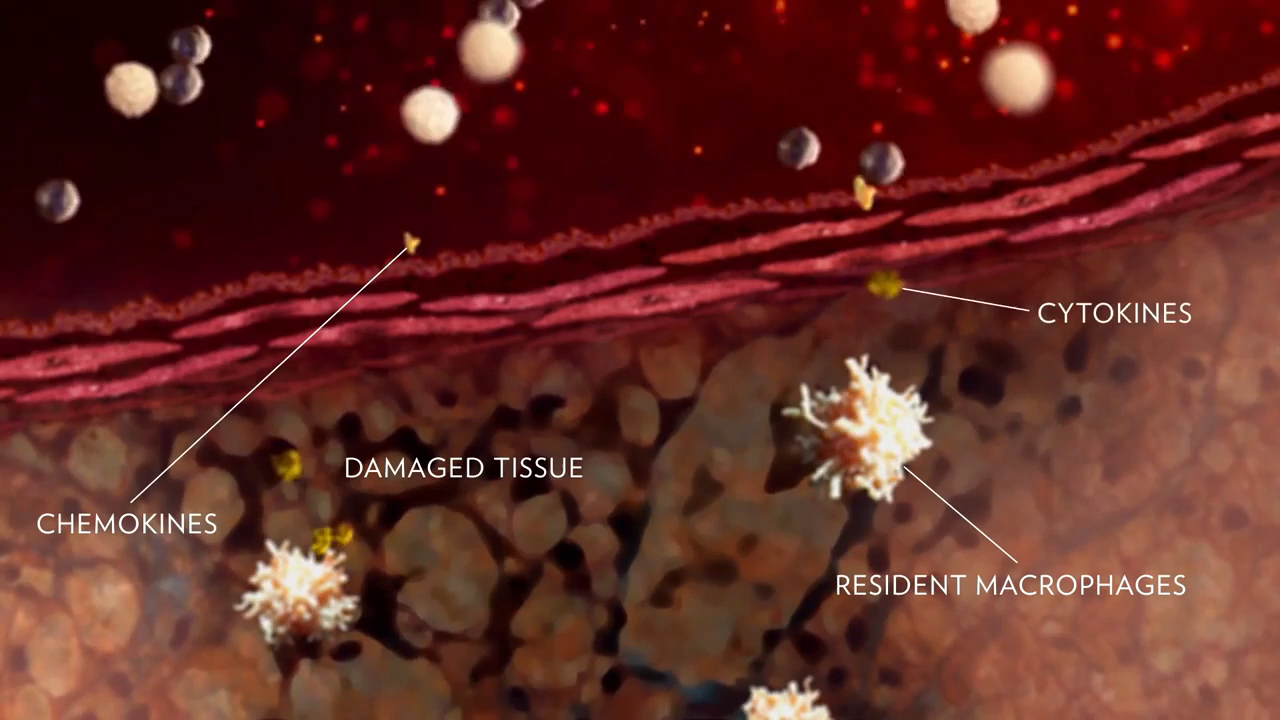 CYTOKINES
DAMAGED TISSUE
CHEMOKINES
RESIDENT MACROPHAGES